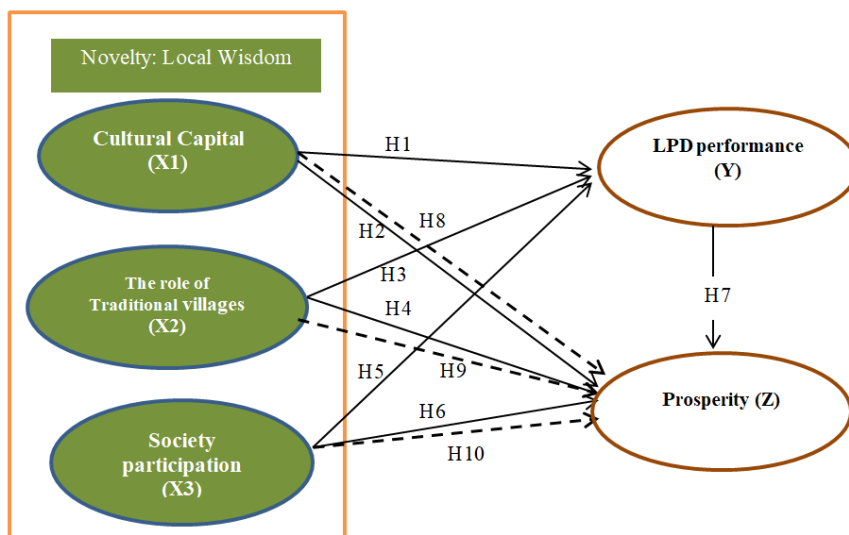 Novelty: Local Wisdom
Cultural Capital
(X1)
H1
LPD performance
(Y)
H2
H8
H3
The role of
Traditional villages
(X2)
H4
H7
H5
H9
Prosperity (Z)
H6
Society
participation
(X3)
H10